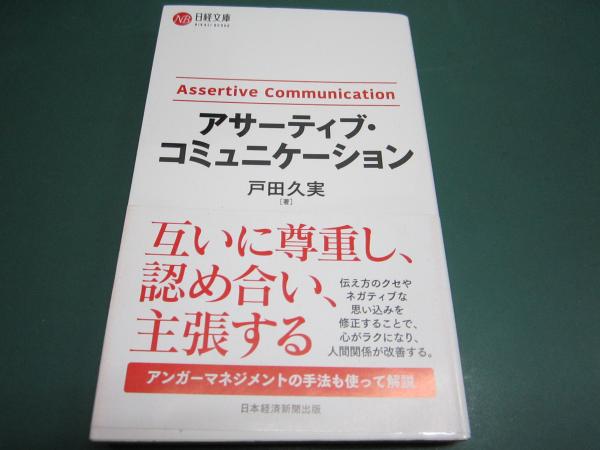 NB 日経文庫
NIKKEI BUNKO
Assertive Communication
アサーティブ・
コミュニケーション
戸田久実
[著]
互いに尊重し、
認め合い、
主張する
伝え方のクセや
ネガティブな
思い込みを
修正することで、
心がラクになり、
人間関係が改善する。
アンガーマネジメントの手法も使って解説
日本経済新聞出版